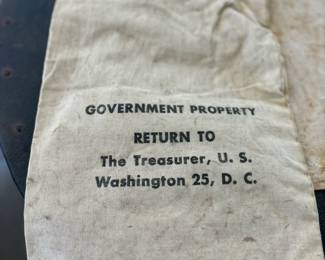 GOVERNMENT PROPERTY
RETURN TO
The Treasurer, U. S.
Washington 25, D. C.